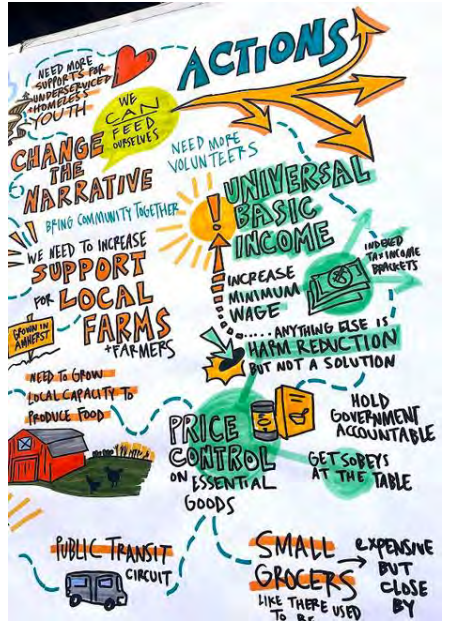 ACTIONS
NEED MORE
SUPPORTS FOR
UNDERSERVICED
+ HOMELESS
YOUTH
WE
CAN
FEED
OURSELVES
CHANGE
THE
NARRATIVE
NEED MORE
VOLUNTEERS
BRING COMMUNITY TOGETHER
WE NEED TO INCREASE
SUPPORT
FOR LOCAL
FARMS
+ FARMERS
GROWN IN
AMHERST
NEED TO GROW
LOCAL CAPACITY TO
PRODUCE FOOD
UNIVERSAL
BASIC
INCOME
INDEXED
TAX INCOME
BRACKETS
INCREASE
MINIMUM
WAGE
..... ANYTHING ELSE IS
HARM REDUCTION
BUT NOT A SOLUTION
PRICE
CONTROL
ON ESSENTIAL
GOODS
HOLD
GOVERNMENT
ACCOUNTABLE
GET SOBEYS
AT THE TABLE
PUBLIC TRANSIT
CIRCUIT
SMALL
GROCERS
LIKE THERE USED
TO BE
EXPENSIVE
BUT
CLOSE
BY